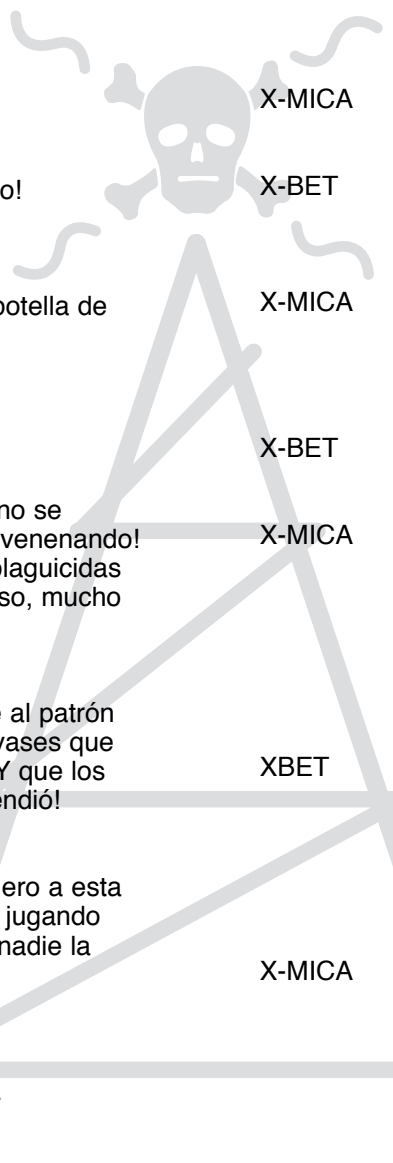 X-MICA
o!
X-BET
botella de
X-MICA
X-BET
no se
venenando!
X-MICA
plaguicidas
so, mucho
al patrón
vases que
Y que los
XBET
endió!
ero a esta
jugando
nadie la
X-MICA